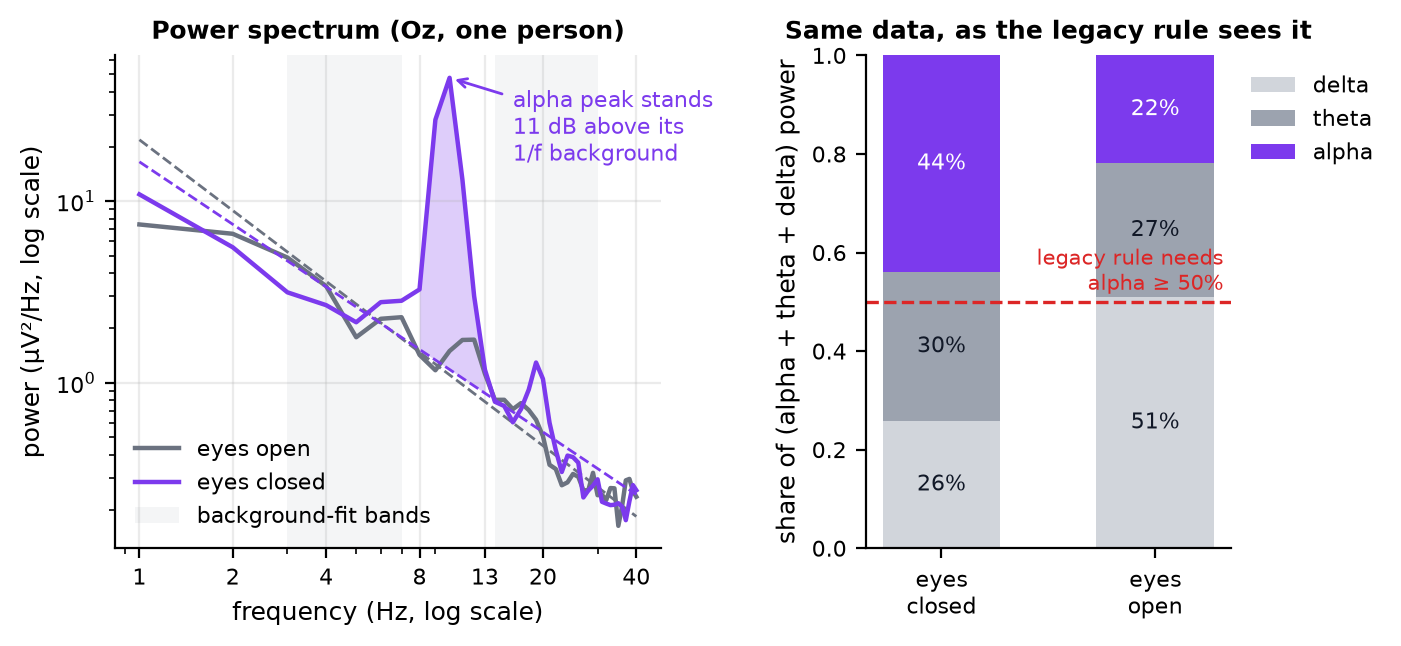 Power spectrum (Oz, one person)
power (µV²/Hz, log scale)
10¹
10⁰
alpha peak stands
11 dB above its
1/f background
eyes open
eyes closed
background-fit bands
1 2 4 8 13 20 40
frequency (Hz, log scale)
Same data, as the legacy rule sees it
share of (alpha + theta + delta) power
1.0
0.8
0.6
0.4
0.2
0.0
44%
30%
26%
22%
27%
legacy rule needs
alpha ≥ 50%
51%
eyes
closed
eyes
open
delta
theta
alpha